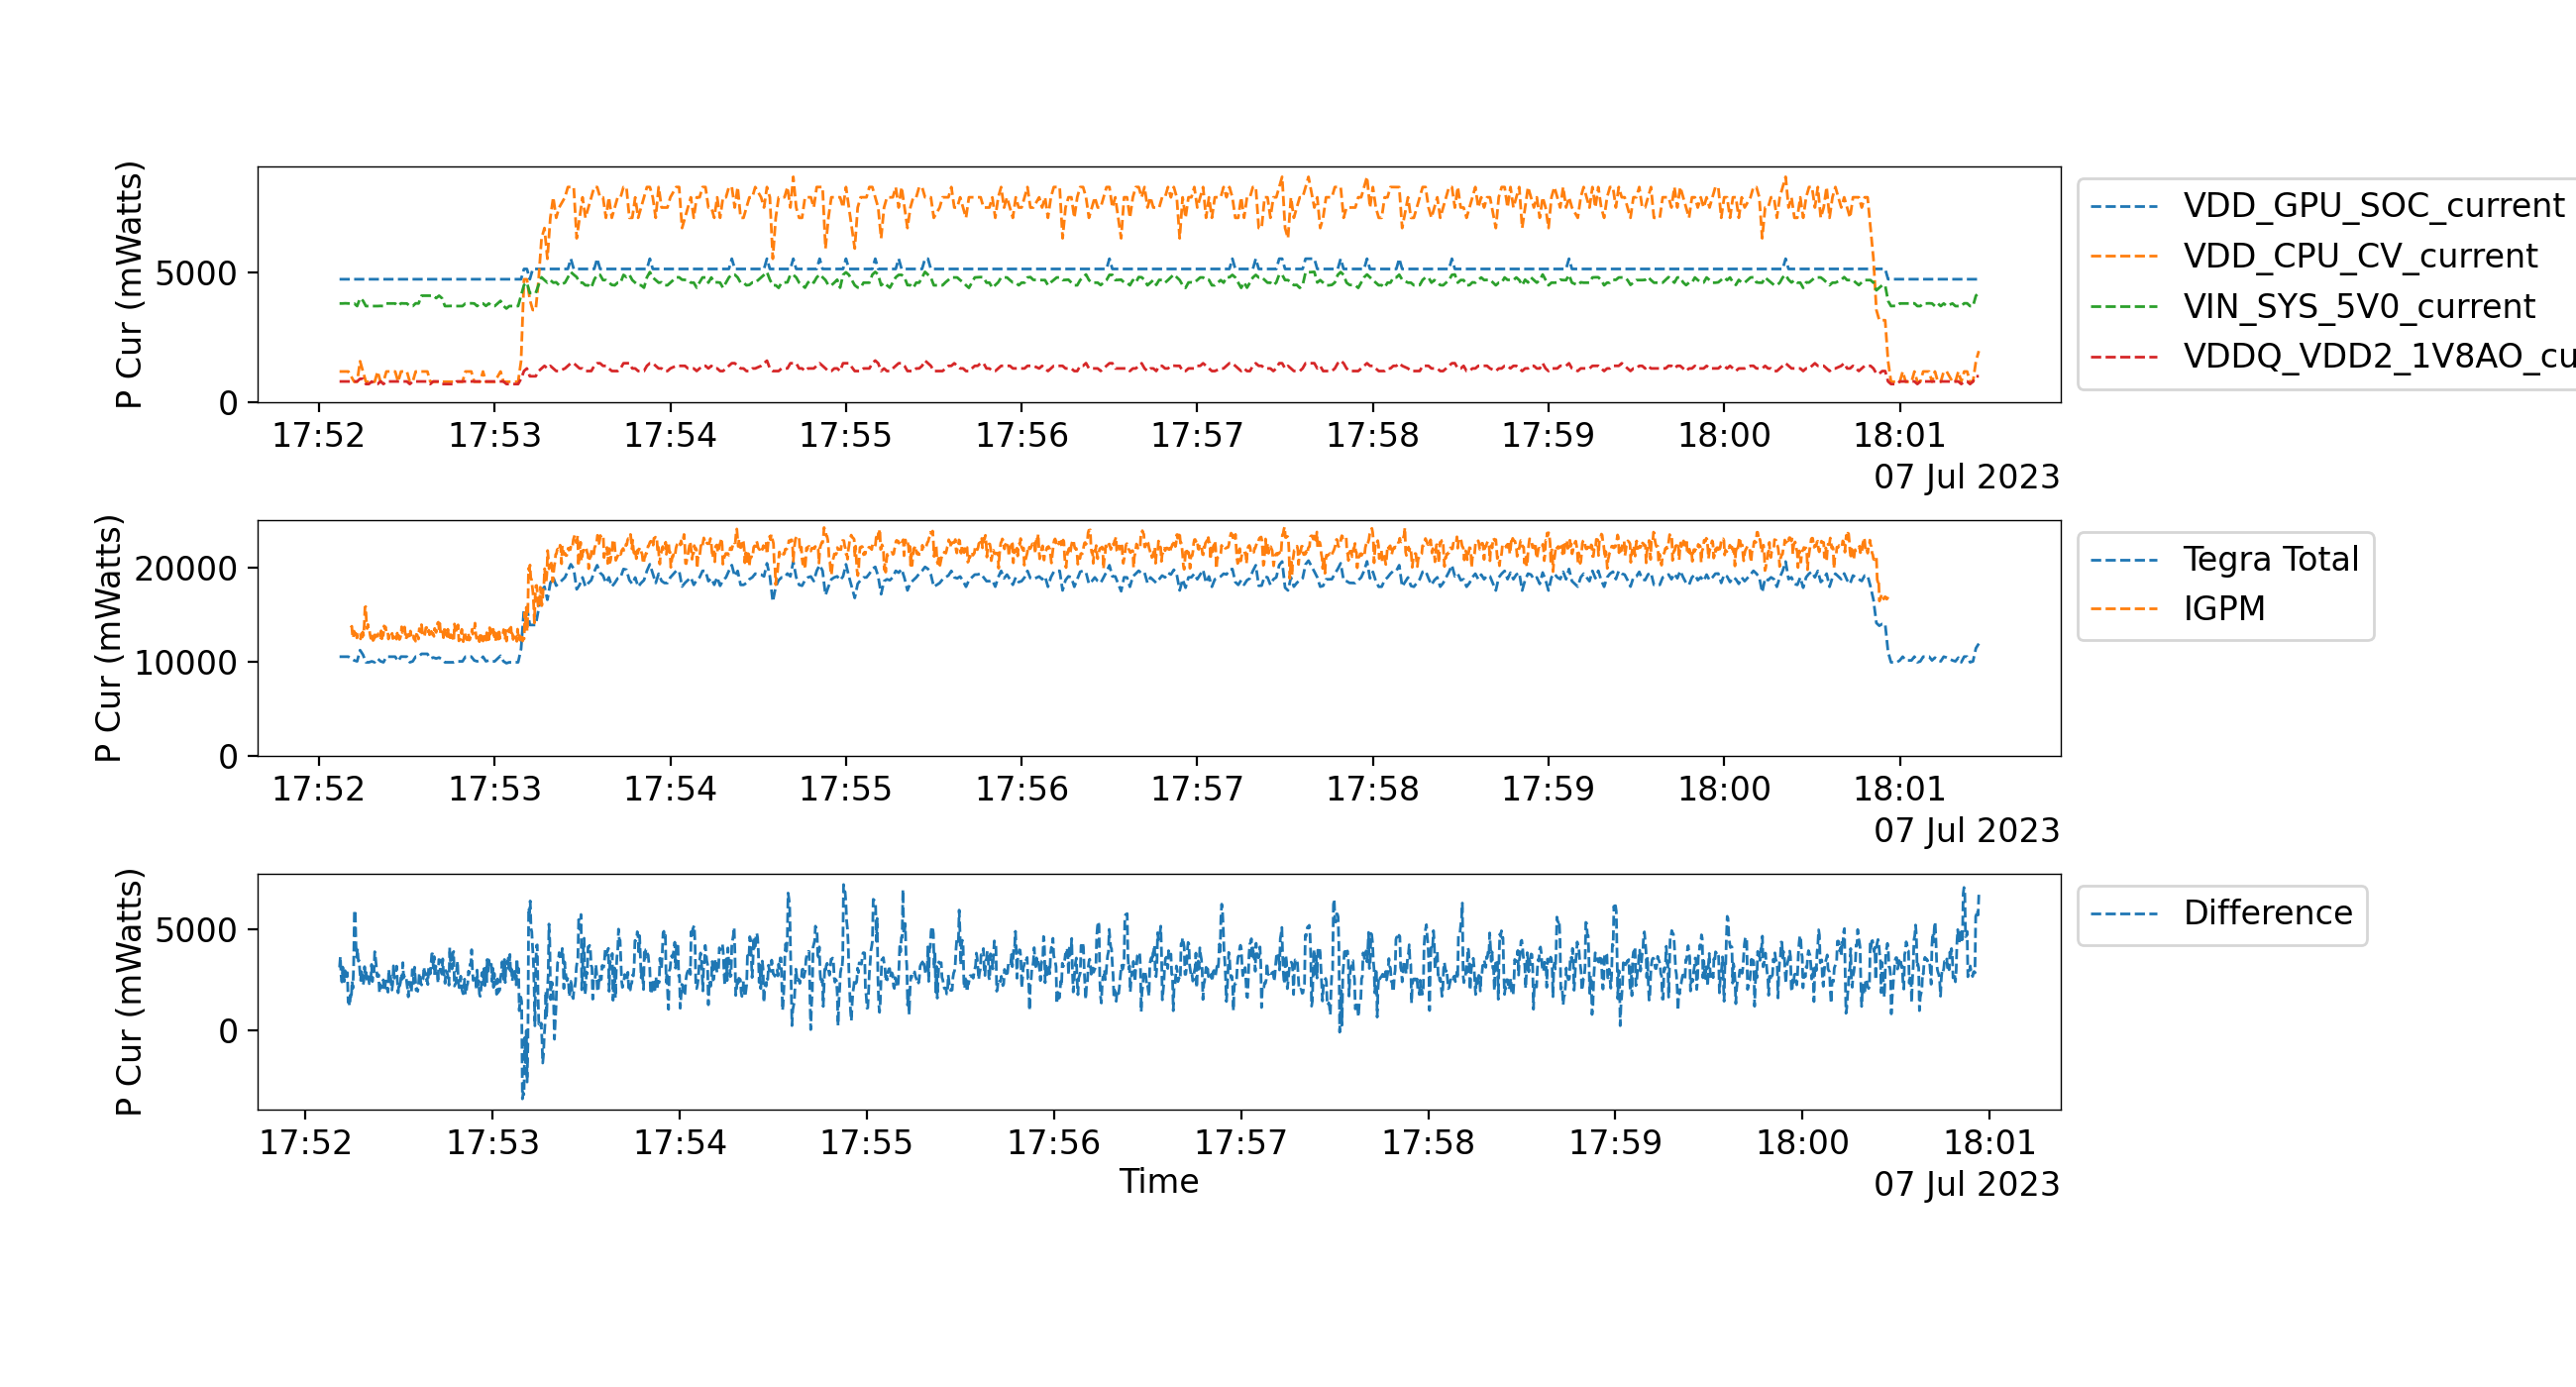 P Cur (mWatts)
5000
0
17:52 17:53 17:54 17:55 17:56 17:57 17:58 17:59 18:00 18:01
07 Jul 2023
VDD_GPU_SOC_current
VDD_CPU_CV_current
VIN_SYS_5V0_current
VDDQ_VDD2_1V8AO_cu
P Cur (mWatts)
20000
10000
0
17:52 17:53 17:54 17:55 17:56 17:57 17:58 17:59 18:00 18:01
07 Jul 2023
Tegra Total
IGPM
P Cur (mWatts)
5000
0
17:52 17:53 17:54 17:55 17:56 17:57 17:58 17:59 18:00 18:01
Time
07 Jul 2023
Difference